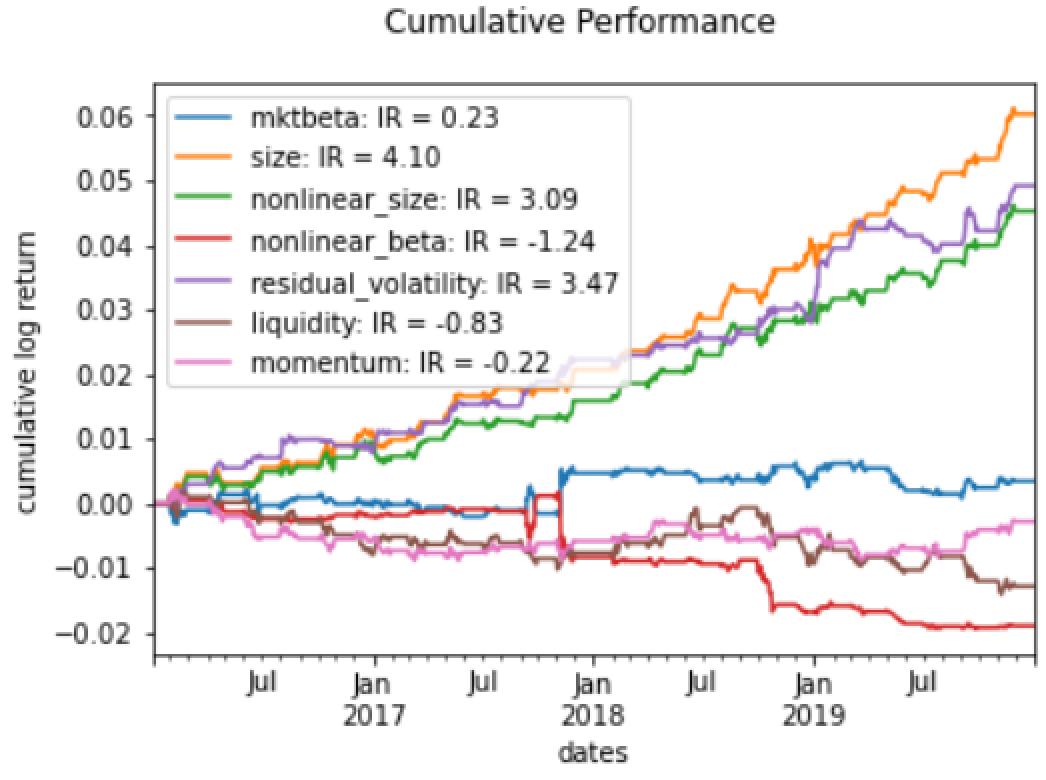 Cumulative Performance
mktbeta: IR = 0.23
size: IR = 4.10
nonlinear_size: IR = 3.09
nonlinear_beta: IR = -1.24
residual_volatility: IR = 3.47
liquidity: IR = -0.83
momentum: IR = -0.22
cumulative log return
0.06
0.05
0.04
0.03
0.02
0.01
0.00
−0.01
−0.02
Jul Jan Jul Jan Jul Jan Jul
2017 2018 2019
dates